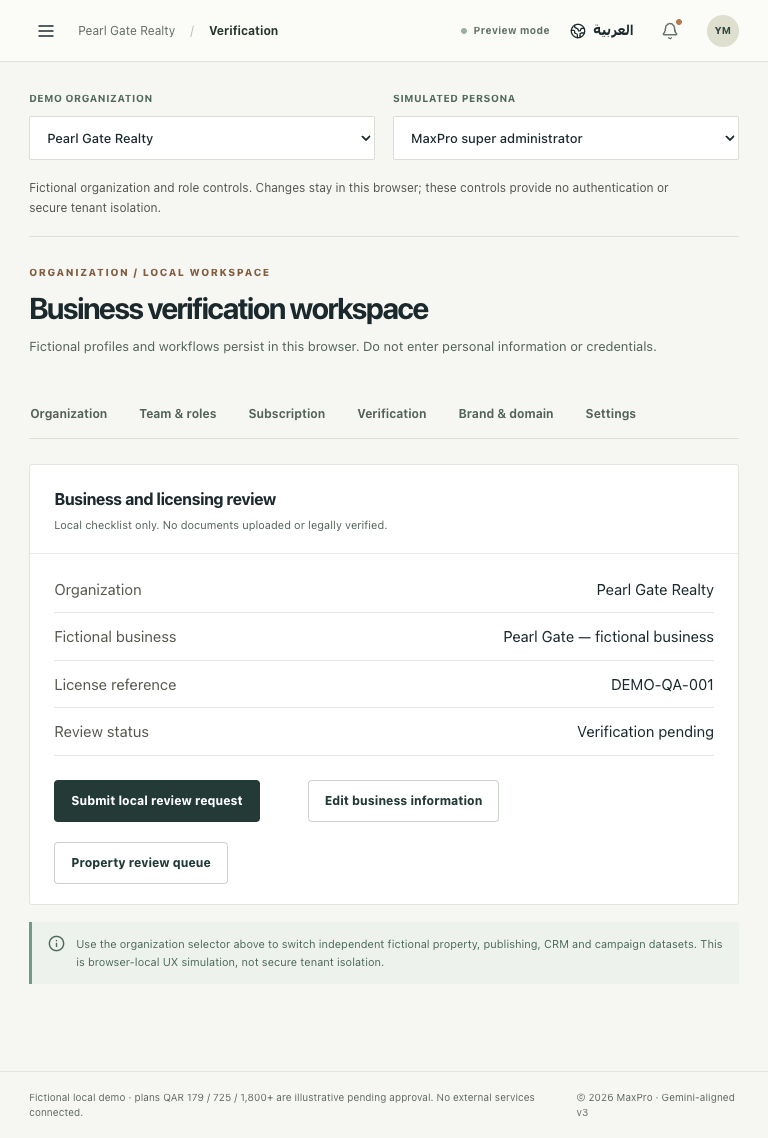 Pearl Gate Realty / Verification
Preview mode
العربية
YM
DEMO ORGANIZATION
Pearl Gate Realty
SIMULATED PERSONA
MaxPro super administrator
Fictional organization and role controls. Changes stay in this browser; these controls provide no authentication or
secure tenant isolation.
ORGANIZATION / LOCAL WORKSPACE
Business verification workspace
Fictional profiles and workflows persist in this browser. Do not enter personal information or credentials.
Organization
Team & roles
Subscription
Verification
Brand & domain
Settings
Business and licensing review
Local checklist only. No documents uploaded or legally verified.
Organization Pearl Gate Realty
Fictional business Pearl Gate — fictional business
License reference DEMO-QA-001
Review status Verification pending
Submit local review request
Edit business information
Property review queue
Use the organization selector above to switch independent fictional property, publishing, CRM and campaign datasets. This
is browser-local UX simulation, not secure tenant isolation.
Fictional local demo · plans QAR 179 / 725 / 1,800+ are illustrative pending approval. No external services
connected.
© 2026 MaxPro · Gemini-aligned
v3